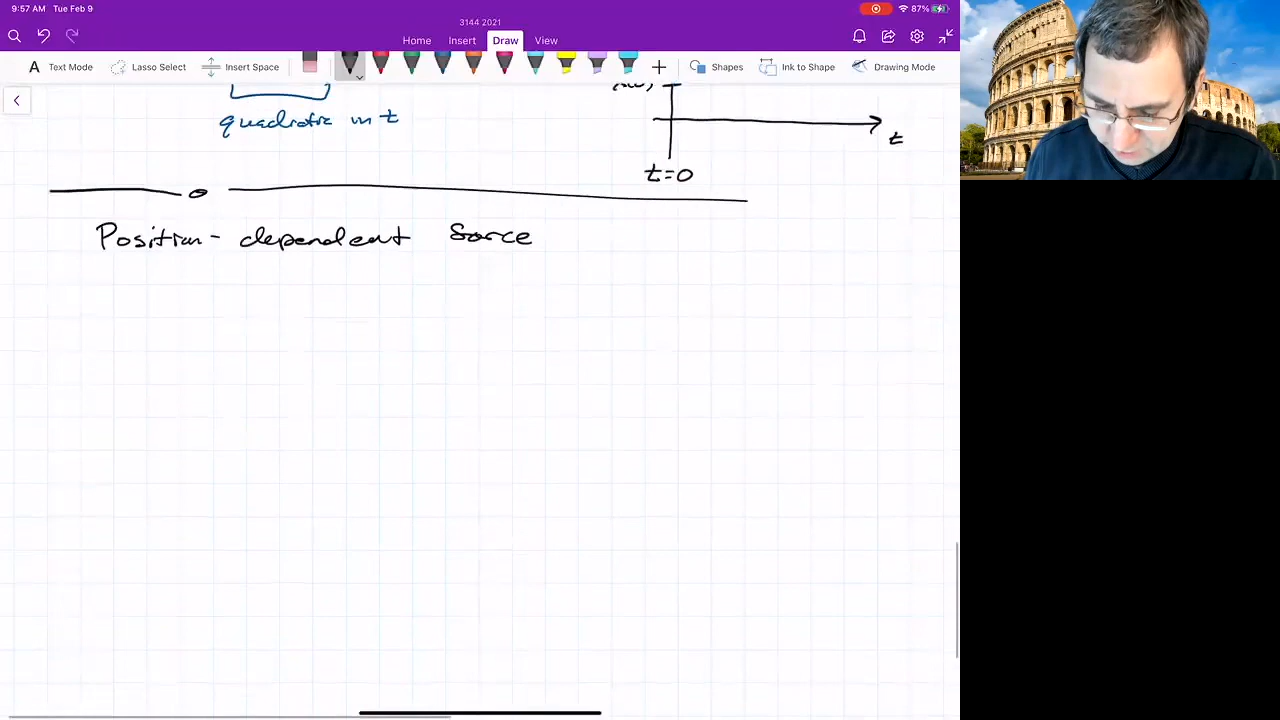 9:57 AM Tue Feb 9
87%
3144 2021
Home Insert Draw View
Text Mode Lasso Select Insert Space Shapes Ink to Shape Drawing Mode
quadratic in t
t
t=0
Position-dependent force